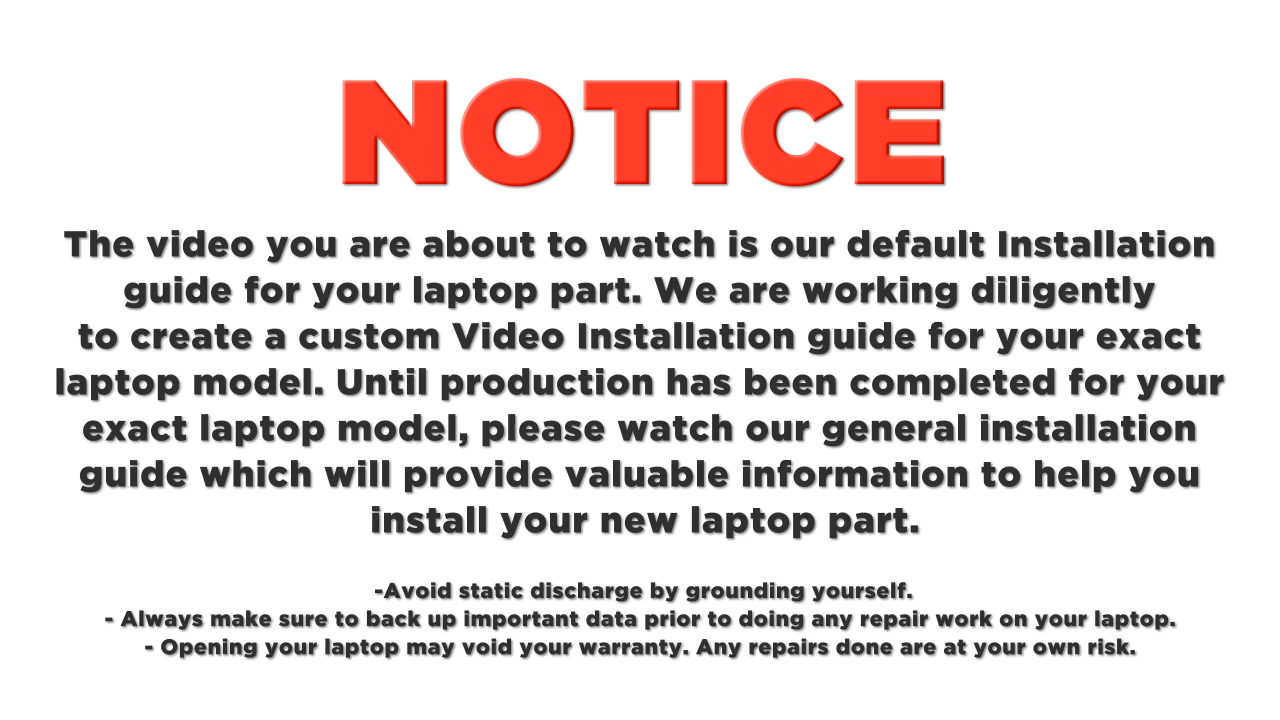 NOTICE
The video you are about to watch is our default Installation
guide for your laptop part. We are working diligently
to create a custom Video Installation guide for your exact
laptop model. Until production has been completed for your
exact laptop model, please watch our general installation
guide which will provide valuable information to help you
install your new laptop part.
-Avoid static discharge by grounding yourself.
- Always make sure to back up important data prior to doing any repair work on your laptop.
- Opening your laptop may void your warranty. Any repairs done are at your own risk.